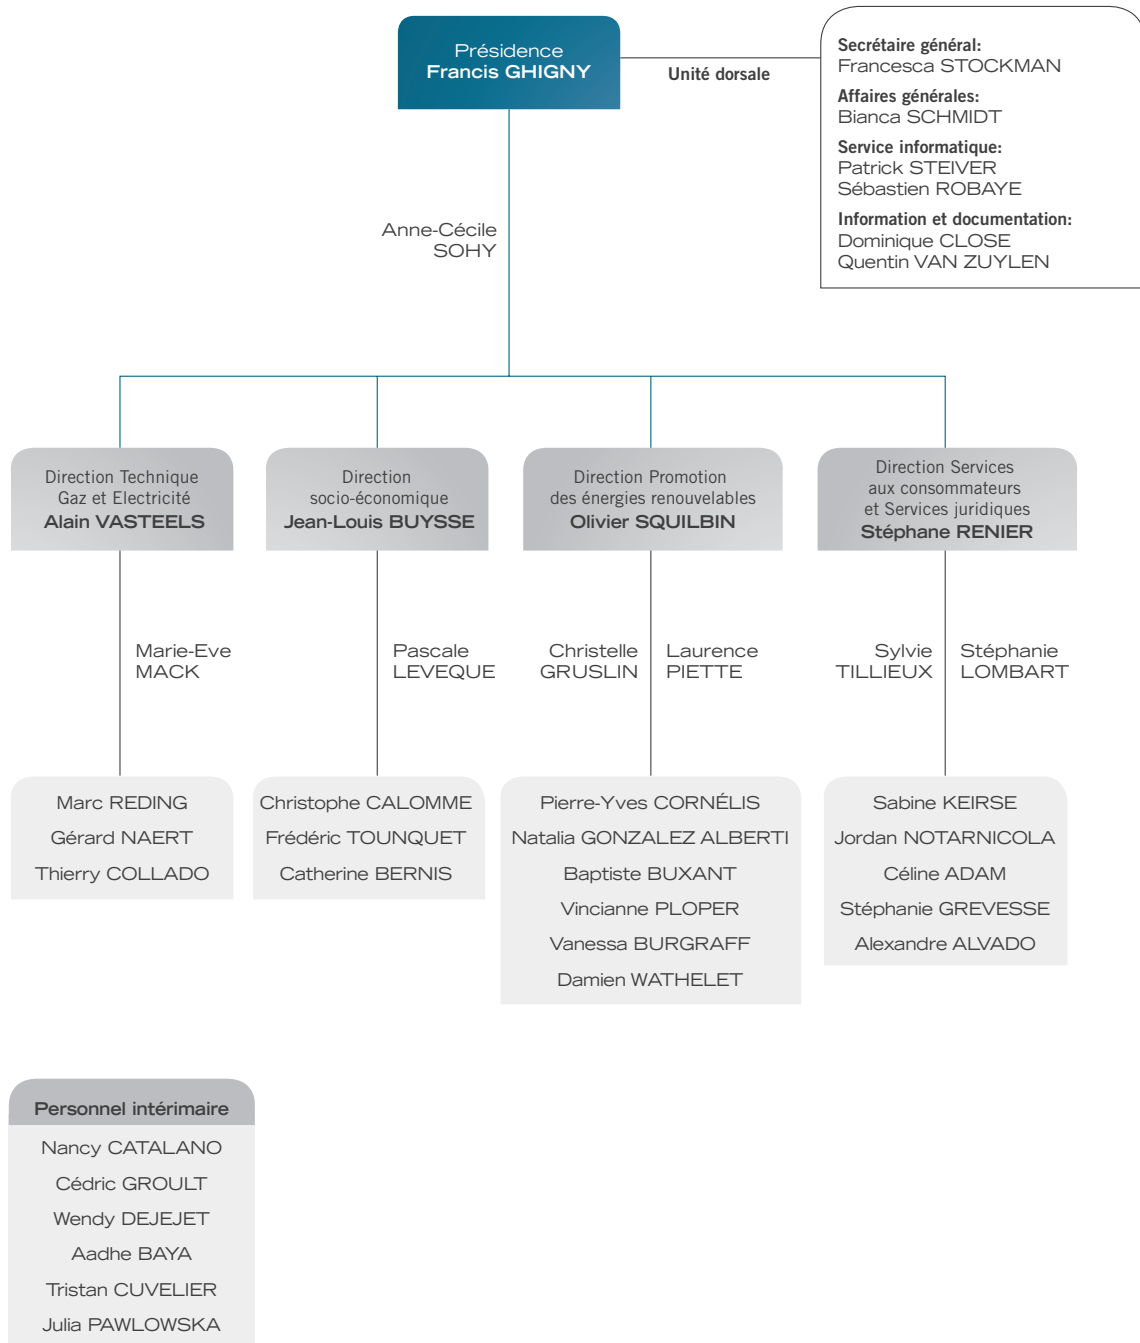 Présidence
Francis GHIGNY
Unité dorsale
Secrétaire général:
Francesca STOCKMAN
Affaires générales:
Bianca SCHMIDT
Service informatique:
Patrick STEIVER
Sébastien ROBAYE
Information et documentation:
Dominique CLOSE
Quentin VAN ZUYLEN
Anne-Cécile
SOHY
Direction Technique
Gaz et Electricité
Alain VASTEELS
Direction
socio-économique
Jean-Louis BUYSSE
Direction Promotion
des énergies renouvelables
Olivier SQUILBIN
Direction Services
aux consommateurs
et Services juridiques
Stéphane RENIER
Marie-Eve
MACK
Pascale
LEVEQUE
Christelle
GRUSLIN
Laurence
PIETTE
Sylvie
TILLIEUX
Stéphanie
LOMBART
Marc REDING
Gérard NAERT
Thierry COLLADO
Christophe CALOMME
Frédéric TOUNQUET
Catherine BERNIS
Pierre-Yves CORNÉLIS
Natalia GONZALEZ ALBERTI
Baptiste BUXANT
Vincianne PLOPER
Vanessa BURGRAFF
Damien WATHELET
Sabine KEIRSE
Jordan NOTARNICOLA
Céline ADAM
Stéphanie GREVESSE
Alexandre ALVADO
Personnel intérimaire
Nancy CATALANO
Cédric GROULT
Wendy DEJEJET
Aadhe BAYA
Tristan CUVELIER
Julia PAWLOWSKA